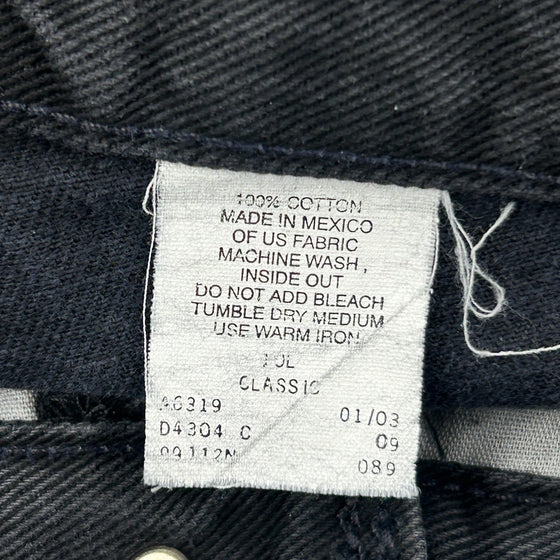 100% COTTON
MADE IN MEXICO
OF US FABRIC
MACHINE WASH,
INSIDE OUT
DO NOT ADD BLEACH
TUMBLE DRY MEDIUM
USE WARM IRON
CLASSIC
A6319 01/03
D4304 C 09
09112N 089